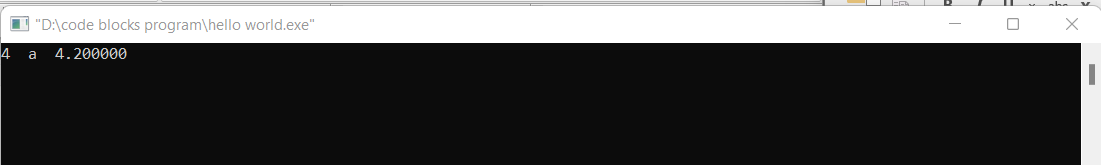 "D:\code blocks program\hello world.exe"
4  a  4.200000